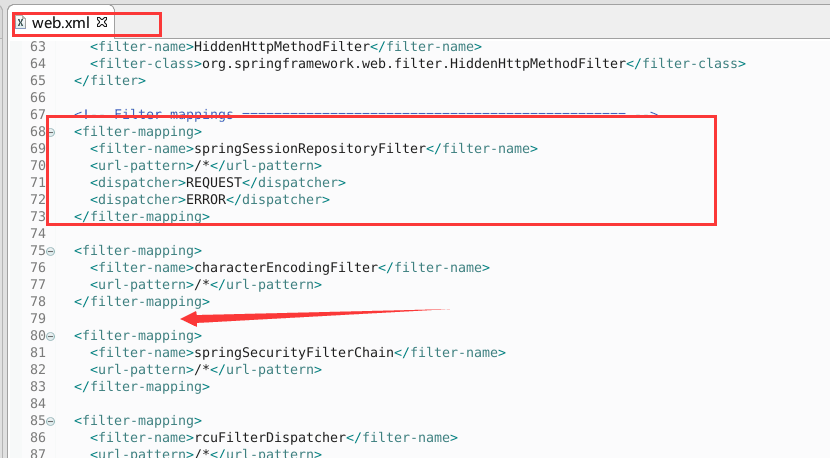 web.xml
63 <filter-name>HiddenHttpMethodFilter</filter-name>
64 <filter-class>org.springframework.web.filter.HiddenHttpMethodFilter</filter-class>
65 </filter>
66
67 <!-- Filter mappings ================================================ -->
68 <filter-mapping>
69 <filter-name>springSessionRepositoryFilter</filter-name>
70 <url-pattern>/*</url-pattern>
71 <dispatcher>REQUEST</dispatcher>
72 <dispatcher>ERROR</dispatcher>
73 </filter-mapping>
74
75 <filter-mapping>
76 <filter-name>characterEncodingFilter</filter-name>
77 <url-pattern>/*</url-pattern>
78 </filter-mapping>
79
80 <filter-mapping>
81 <filter-name>springSecurityFilterChain</filter-name>
82 <url-pattern>/*</url-pattern>
83 </filter-mapping>
84
85 <filter-mapping>
86 <filter-name>rcuFilterDispatcher</filter-name>
87 <url-pattern>/*</url-pattern>